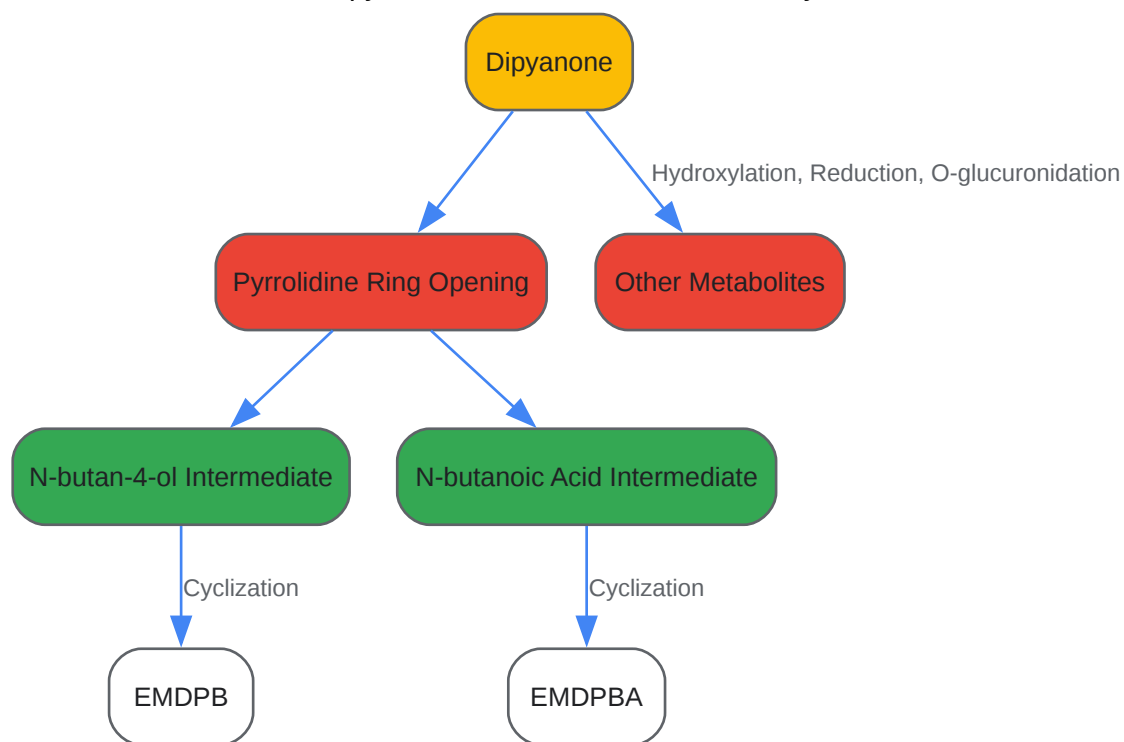 Dipyanone
Hydroxylation, Reduction, O-glucuronidation
Pyrrolidine Ring Opening
Other Metabolites
N-butan-4-ol Intermediate
N-butanoic Acid Intermediate
Cyclization
Cyclization
EMDPB
EMDPBA